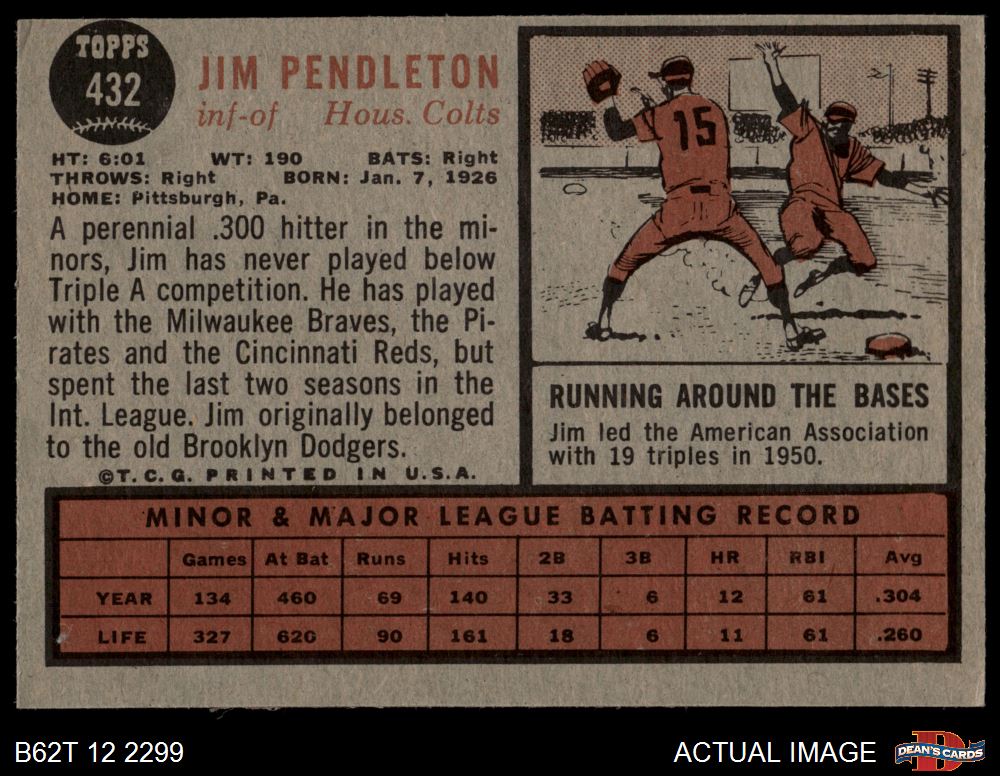 TOPPS
432
JIM PENDLETON
inf-of Hous. Colts
HT: 6:01 WT: 190 BATS: Right
THROWS: Right BORN: Jan. 7, 1926
HOME: Pittsburgh, Pa.
A perennial .300 hitter in the mi-
nors, Jim has never played below
Triple A competition. He has played
with the Milwaukee Braves, the Pi-
rates and the Cincinnati Reds, but
spent the last two seasons in the
Int. League. Jim originally belonged
to the old Brooklyn Dodgers.
©T.C.G. PRINTED IN U.S.A.
15
RUNNING AROUND THE BASES
Jim led the American Association
with 19 triples in 1950.
MINOR & MAJOR LEAGUE BATTING RECORD
Games At Bat Runs Hits 2B 3B HR RBI Avg
YEAR 134 460 69 140 33 6 12 61 .304
LIFE 327 620 90 161 18 6 11 61 .260
B62T 12 2299
ACTUAL IMAGE
D
DEAN'S CARDS